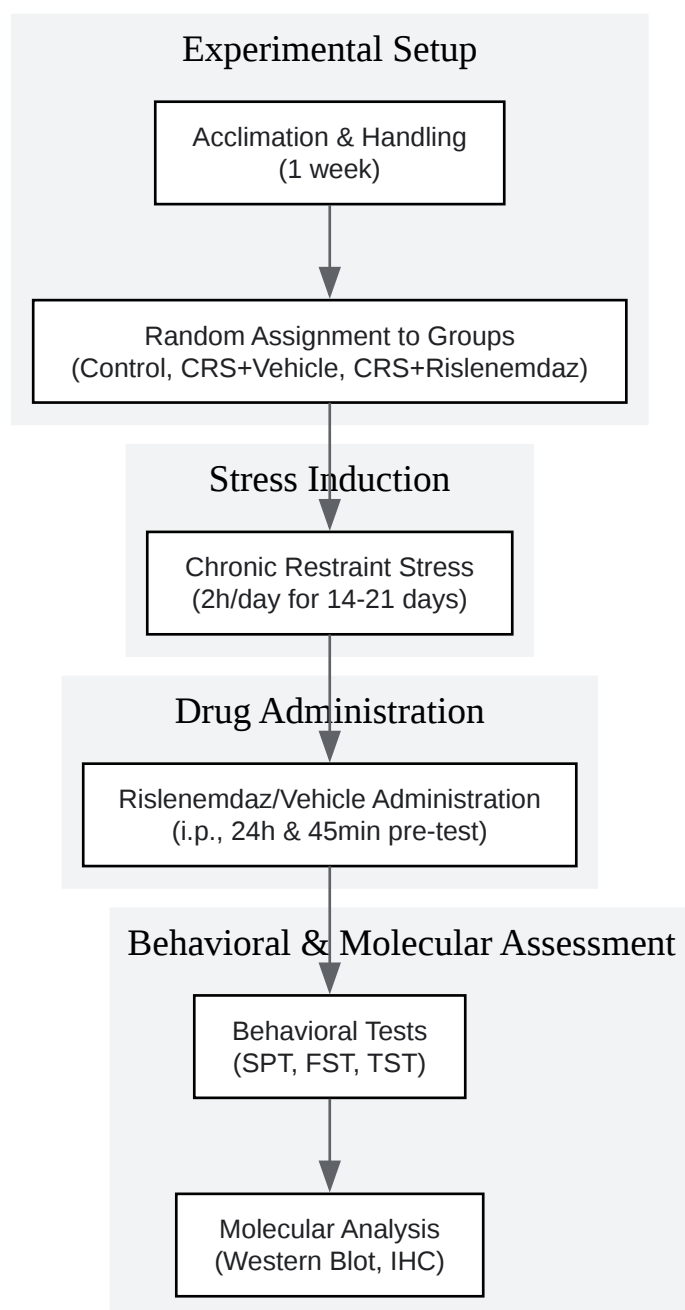 Experimental Setup
Acclimation & Handling
(1 week)
Random Assignment to Groups
(Control, CRS+Vehicle, CRS+Rislenemdaz)
Stress Induction
Chronic Restraint Stress
(2h/day for 14-21 days)
Drug Administration
Rislenemdaz/Vehicle Administration
(i.p., 24h & 45min pre-test)
Behavioral & Molecular Assessment
Behavioral Tests
(SPT, FST, TST)
Molecular Analysis
(Western Blot, IHC)